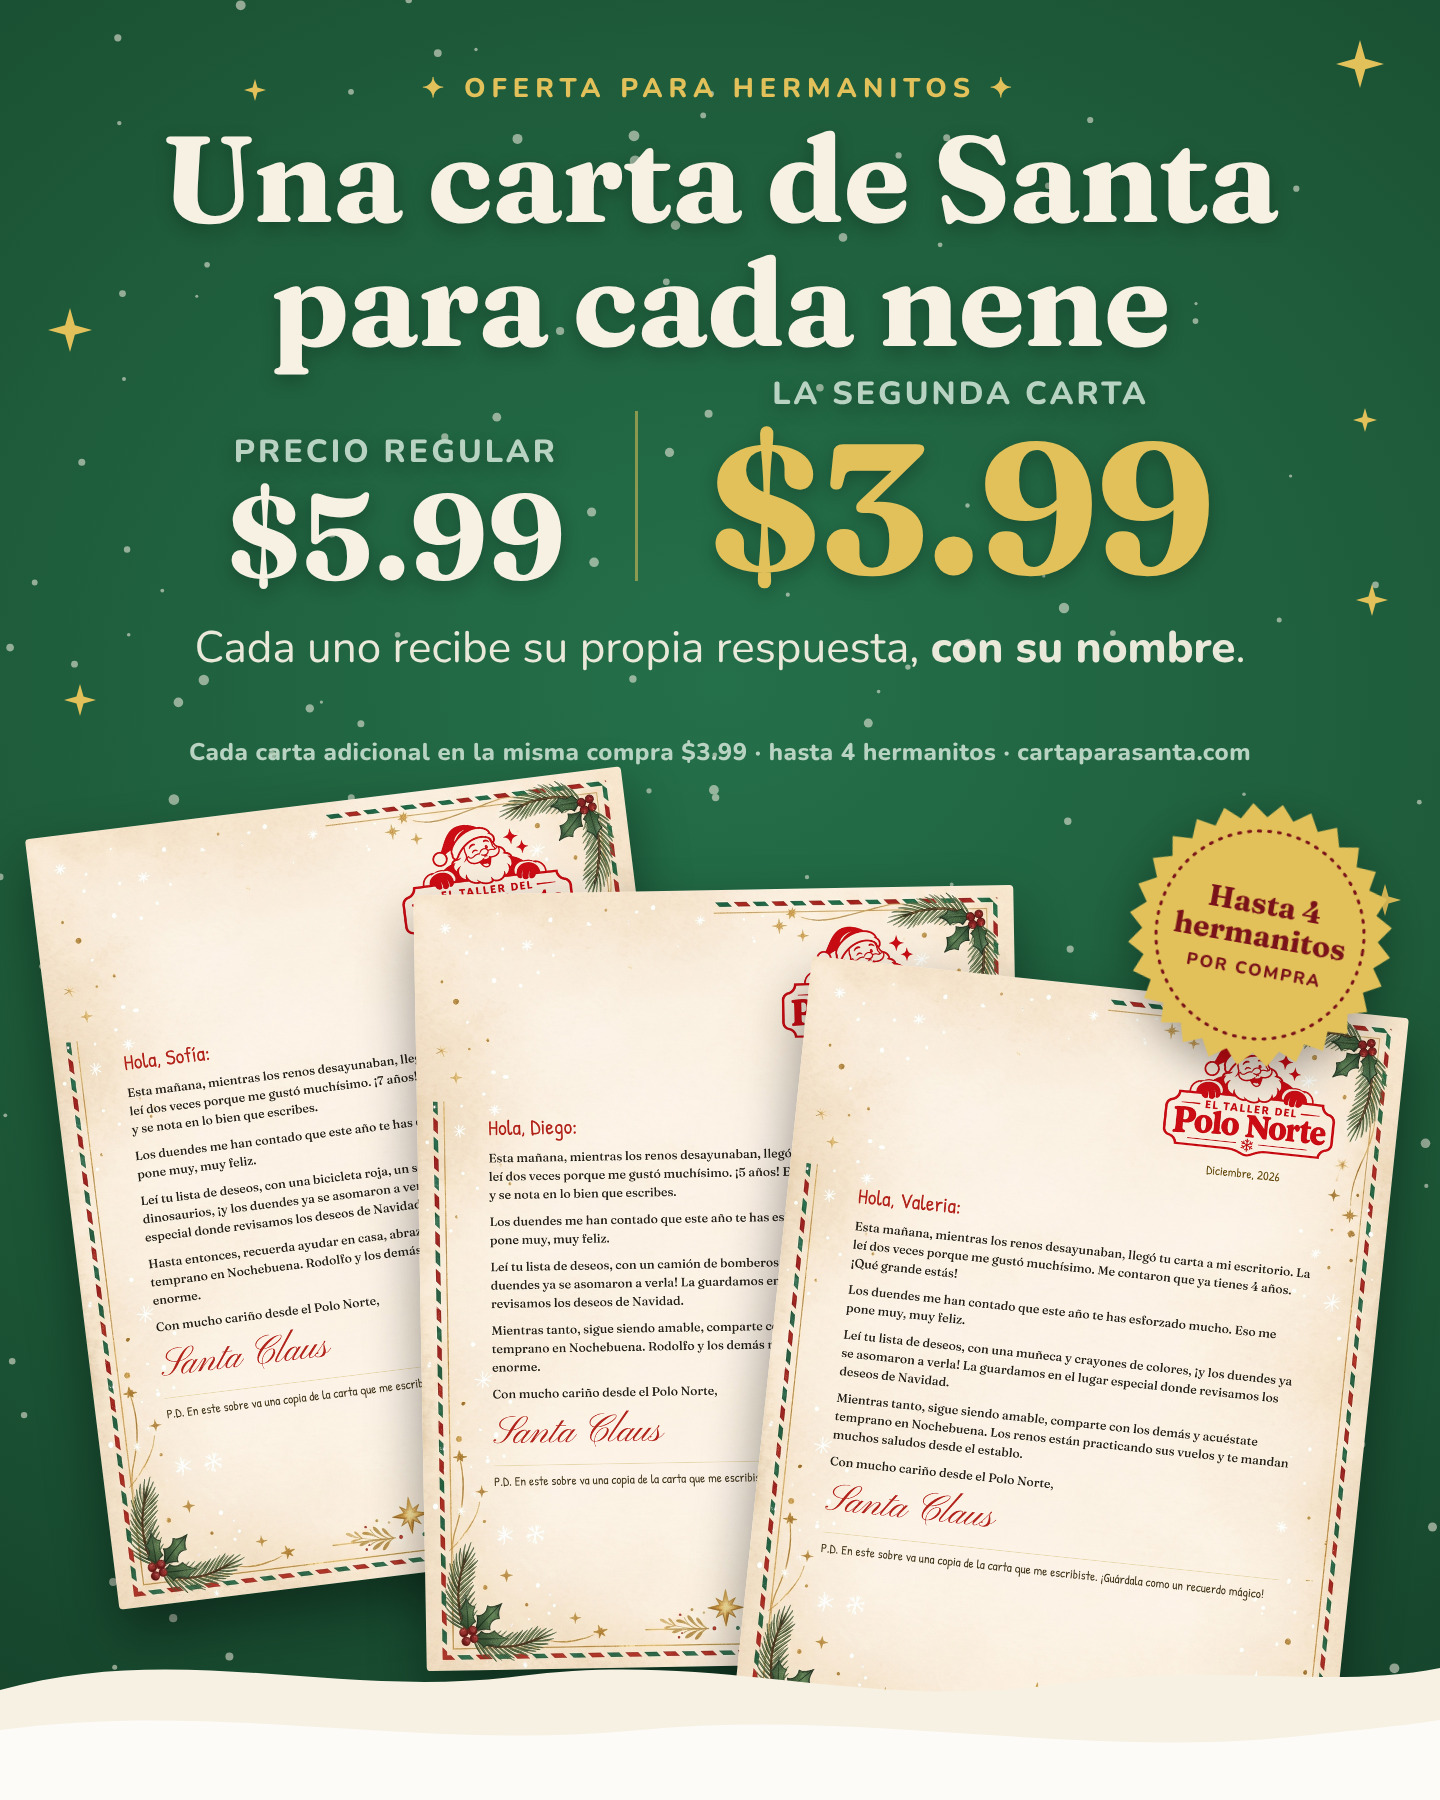 OFERTA PARA HERMANITOS
Una carta de Santa
para cada nene
PRECIO REGULAR
$5.99
LA SEGUNDA CARTA
$3.99
Cada uno recibe su propia respuesta, con su nombre.
Cada carta adicional en la misma compra $3.99 · hasta 4 hermanitos · cartaparasanta.com
Hasta 4
hermanitos
POR COMPRA
EL TALLER DEL
Hola, Sofía:
Esta mañana, mientras los renos desayunaban,
leí dos veces porque me gustó muchísimo. ¡7 años!
y se nota en lo bien que escribes.
Los duendes me han contado que este año te has
pone muy, muy feliz.
Leí tu lista de deseos, con una bicicleta roja, un
dinosaurios, ¡y los duendes ya se asomaron a
especial donde revisamos los deseos de Navidad
Hasta entonces, recuerda ayudar en casa,
temprano en Nochebuena. Rodolfo y los demás
enorme.
Con mucho cariño desde el Polo Norte,
Santa Claus
P.D. En este sobre va una copia de la carta que me
Hola, Diego:
Esta mañana, mientras los renos desayunaban, llegó
leí dos veces porque me gustó muchísimo. ¡5 años!
y se nota en lo bien que escribes.
Los duendes me han contado que este año te has
pone muy, muy feliz.
Leí tu lista de deseos, con un camión de bomberos
duendes ya se asomaron a verla! La guardamos
revisamos los deseos de Navidad.
Mientras tanto, sigue siendo amable, comparte
temprano en Nochebuena. Rodolfo y los demás
enorme.
Con mucho cariño desde el Polo Norte,
Santa Claus
P.D. En este sobre va una copia de la carta que me
EL TALLER DEL
Polo Norte
Diciembre, 2026
Hola, Valeria:
Esta mañana, mientras los renos desayunaban, llegó tu carta a mi escritorio. La
leí dos veces porque me gustó muchísimo. Me contaron que ya tienes 4 años.
¡Qué grande estás!
Los duendes me han contado que este año te has esforzado mucho. Eso me
pone muy, muy feliz.
Leí tu lista de deseos, con una muñeca y crayones de colores, ¡y los duendes ya
se asomaron a verla! La guardamos en el lugar especial donde revisamos los
deseos de Navidad.
Mientras tanto, sigue siendo amable, comparte con los demás y acuéstate
temprano en Nochebuena. Los renos están practicando sus vuelos y te mandan
muchos saludos desde el establo.
Con mucho cariño desde el Polo Norte,
Santa Claus
P.D. En este sobre va una copia de la carta que me escribiste. ¡Guárdala como un recuerdo mágico!